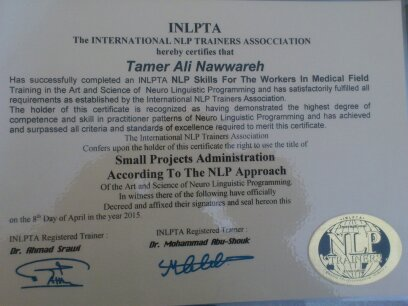 INLPTA
The INTERNATIONAL NLP TRAINERS ASSOCCIATION
hereby certifies that
Tamer Ali Nawwareh
Has successfully completed an INLPTA NLP Skills For The Workers In Medical Field
Training in the Art and Science of Neuro Linguistic Programming and has satisfactorily fulfilled all
requirements as established by the International NLP Trainers Association.
The holder of this certificate is recognized as having demonstrated the highest degree of
competence and skill in practitioner patterns of Neuro Linguistic Programming and has achieved
and surpassed all criteria and standards of excellence required to merit this certificate.
The International NLP Trainers Association
Confers upon the holder of this certificate the right to use the title of
Small Projects Administration
According To The NLP Approach
Of the Art and Science of Neuro Linguistic Programming.
In witness there of the following have officially
Decreed and affixed their signatures and seal hereon this
on the 8th Day of April in the year 2015.
INLPTA Registered Trainer :
Dr. Ahmad Srawi
INLPTA Registered Trainer :
Dr. Mohammad Abu-Shouk
INLPTA
NLP
TRAINERS